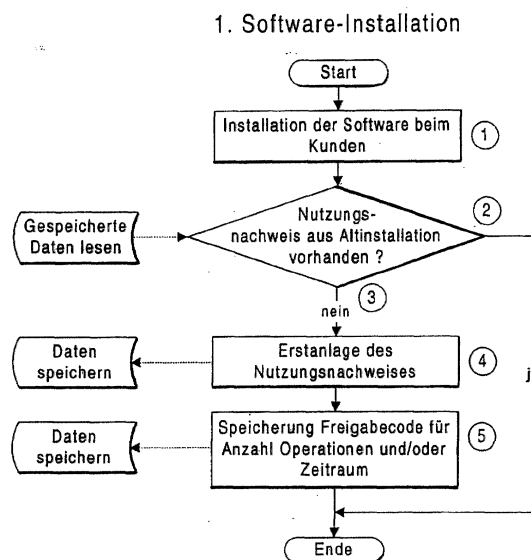 1. Software-Installation
Start
Installation der Software beim
Kunden
1
Nutzungs-
nachweis aus Altinstallation
vorhanden ?
2
Gespeicherte
Daten lesen
3
nein
Erstanlage des
Nutzungsnachweises
4
Daten
speichern
j
Speicherung Freigabecode für
Anzahl Operationen und/oder
Zeitraum
5
Daten
speichern
Ende